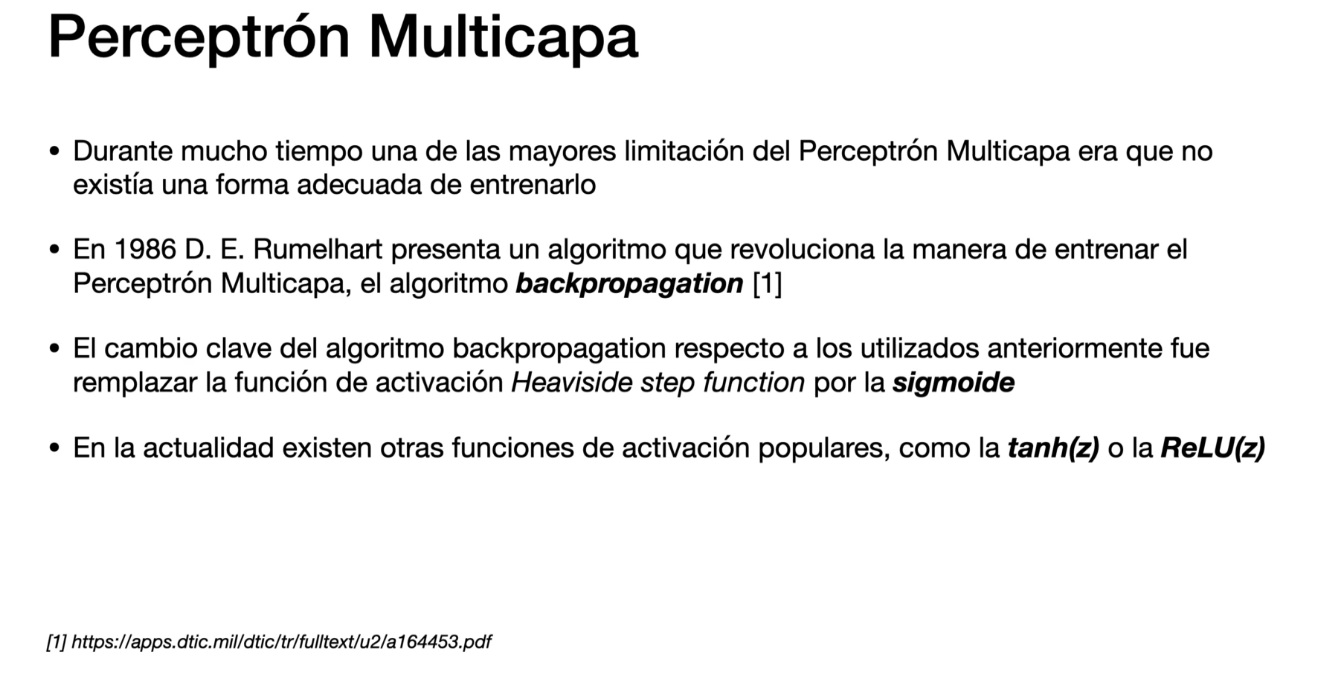 Perceptrón Multicapa
• Durante mucho tiempo una de las mayores limitación del Perceptrón Multicapa era que no
existía una forma adecuada de entrenarlo
• En 1986 D. E. Rumelhart presenta un algoritmo que revoluciona la manera de entrenar el
Perceptrón Multicapa, el algoritmo backpropagation [1]
• El cambio clave del algoritmo backpropagation respecto a los utilizados anteriormente fue
remplazar la función de activación Heaviside step function por la sigmoide
• En la actualidad existen otras funciones de activación populares, como la tanh(z) o la ReLU(z)
[1] https://apps.dtic.mil/dtic/tr/fulltext/u2/a164453.pdf